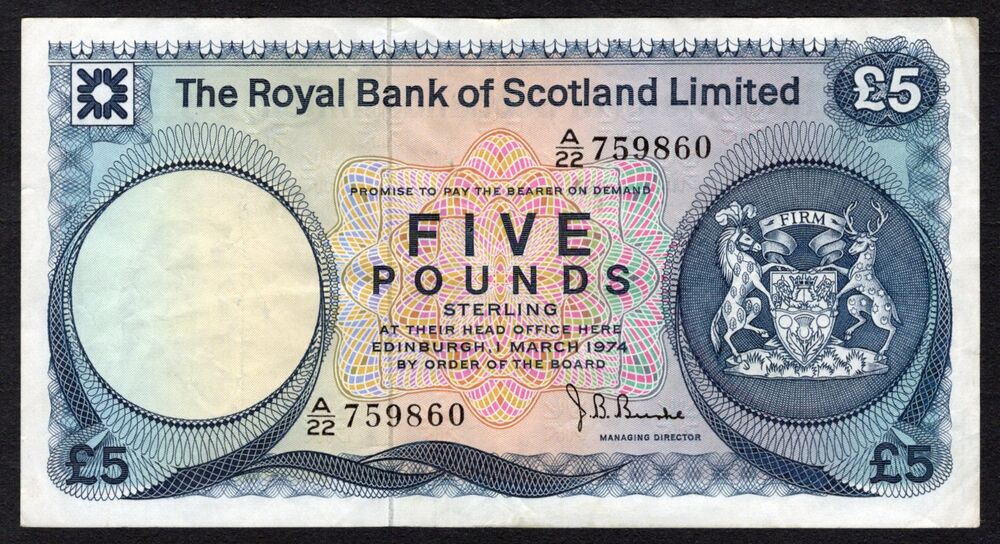 The Royal Bank of Scotland Limited
£5
A/22 759860
PROMISE TO PAY THE BEARER ON DEMAND
FIVE
POUNDS
STERLING
AT THEIR HEAD OFFICE HERE
EDINBURGH, 1 MARCH 1974
BY ORDER OF THE BOARD
FIRM
A/22 759860
J. B. Burke
MANAGING DIRECTOR
£5
£5